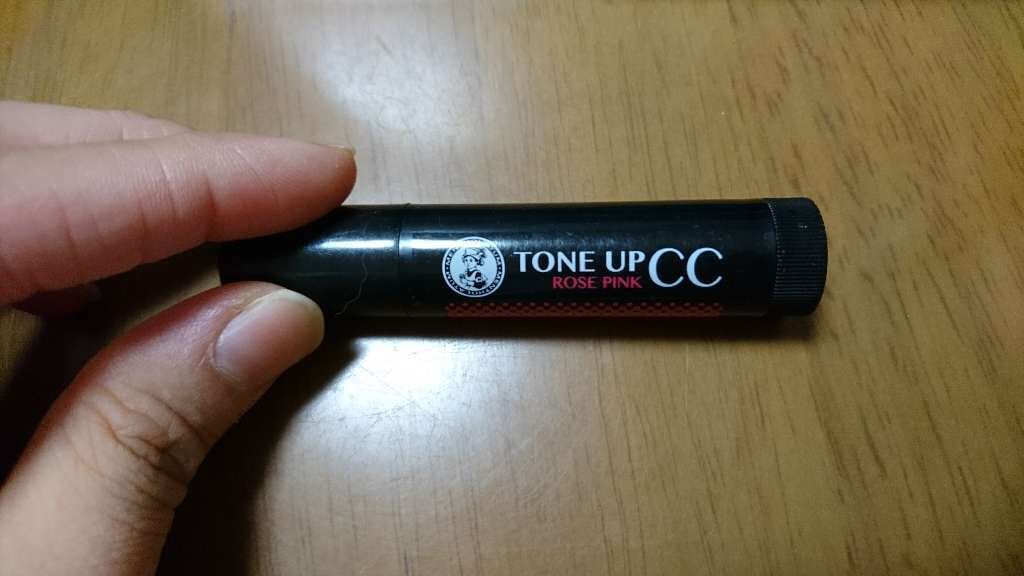 TONE UP CC
ROSE PINK